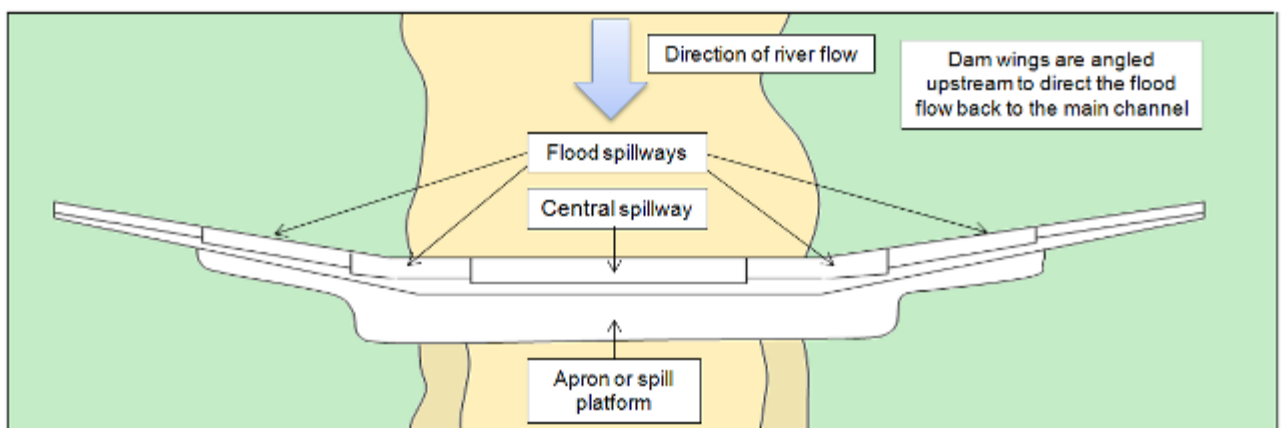 Direction of river flow
Dam wings are angled
upstream to direct the flood
flow back to the main channel
Flood spillways
Central spillway
Apron or spill
platform